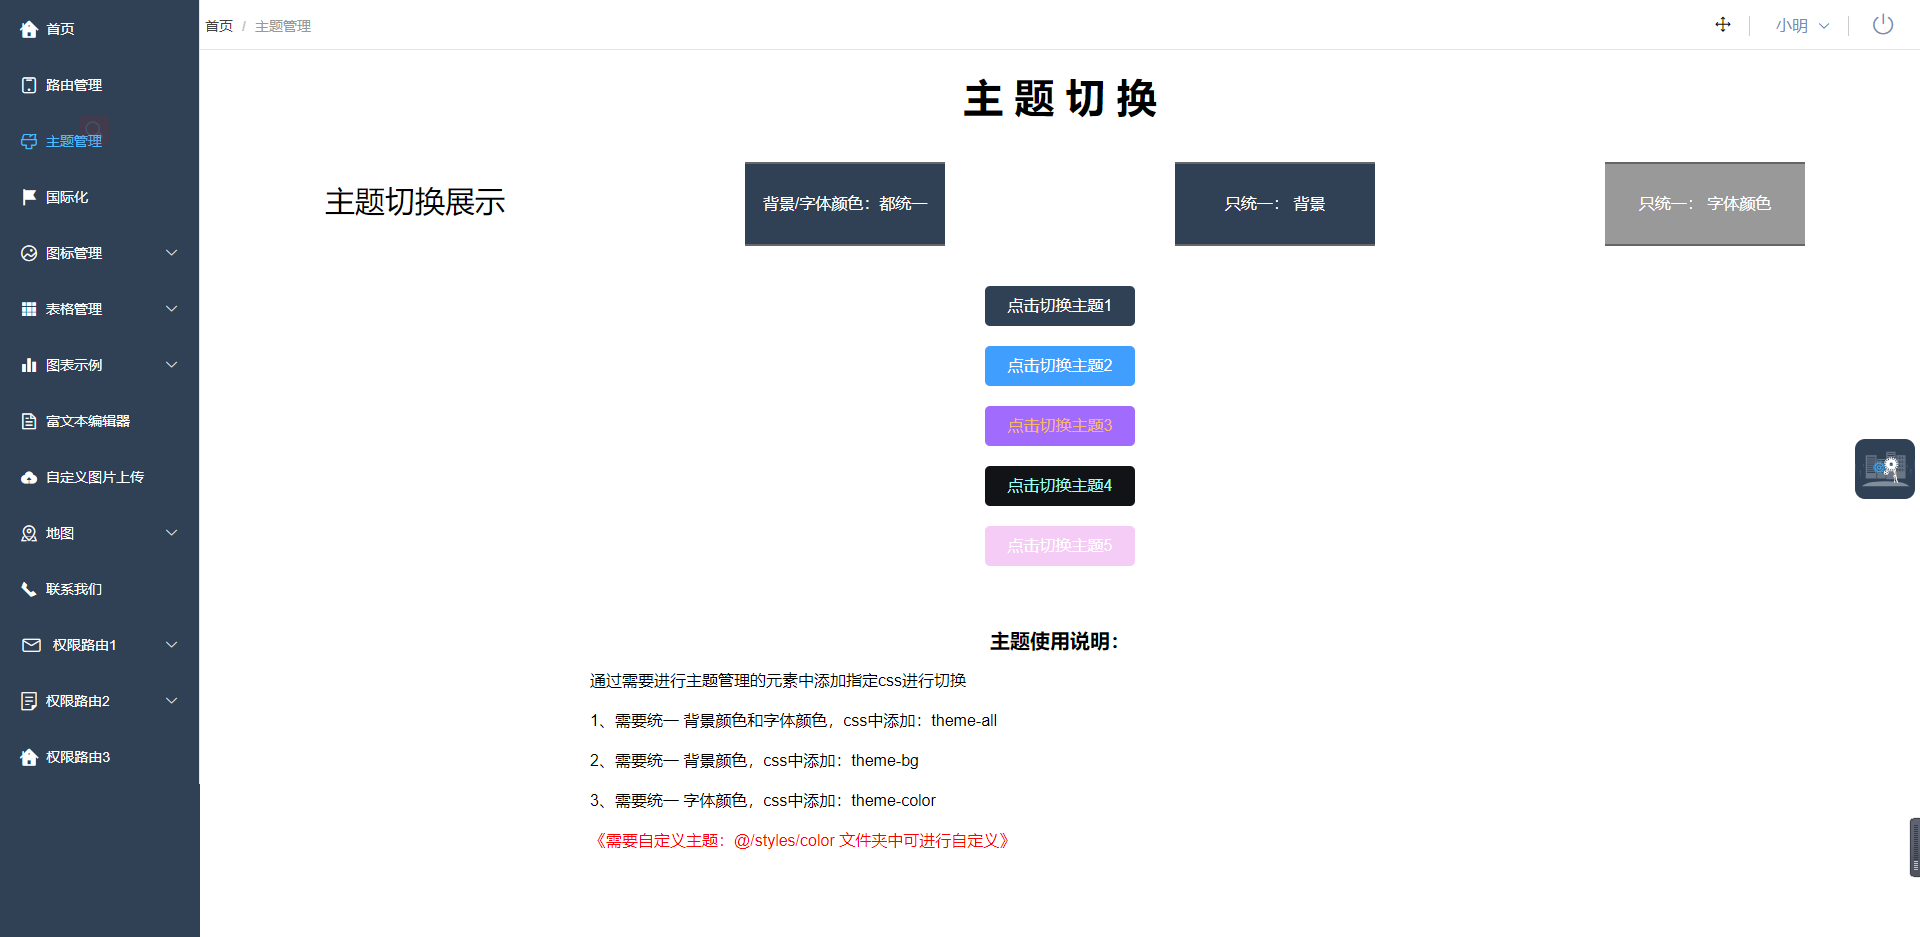 首页
路由管理
主题管理
国际化
图标管理
表格管理
图表示例
富文本编辑器
自定义图片上传
地图
联系我们
权限路由1
权限路由2
权限路由3
首页 / 主题管理
小明
主 题 切 换
主题切换展示
背景/字体颜色：都统一
只统一： 背景
只统一： 字体颜色
点击切换主题1
点击切换主题2
点击切换主题3
点击切换主题4
点击切换主题5
主题使用说明：
通过需要进行主题管理的元素中添加指定css进行切换
1、需要统一 背景颜色和字体颜色，css中添加：theme-all
2、需要统一 背景颜色，css中添加：theme-bg
3、需要统一 字体颜色，css中添加：theme-color
《需要自定义主题：@/styles/color 文件夹中可进行自定义》